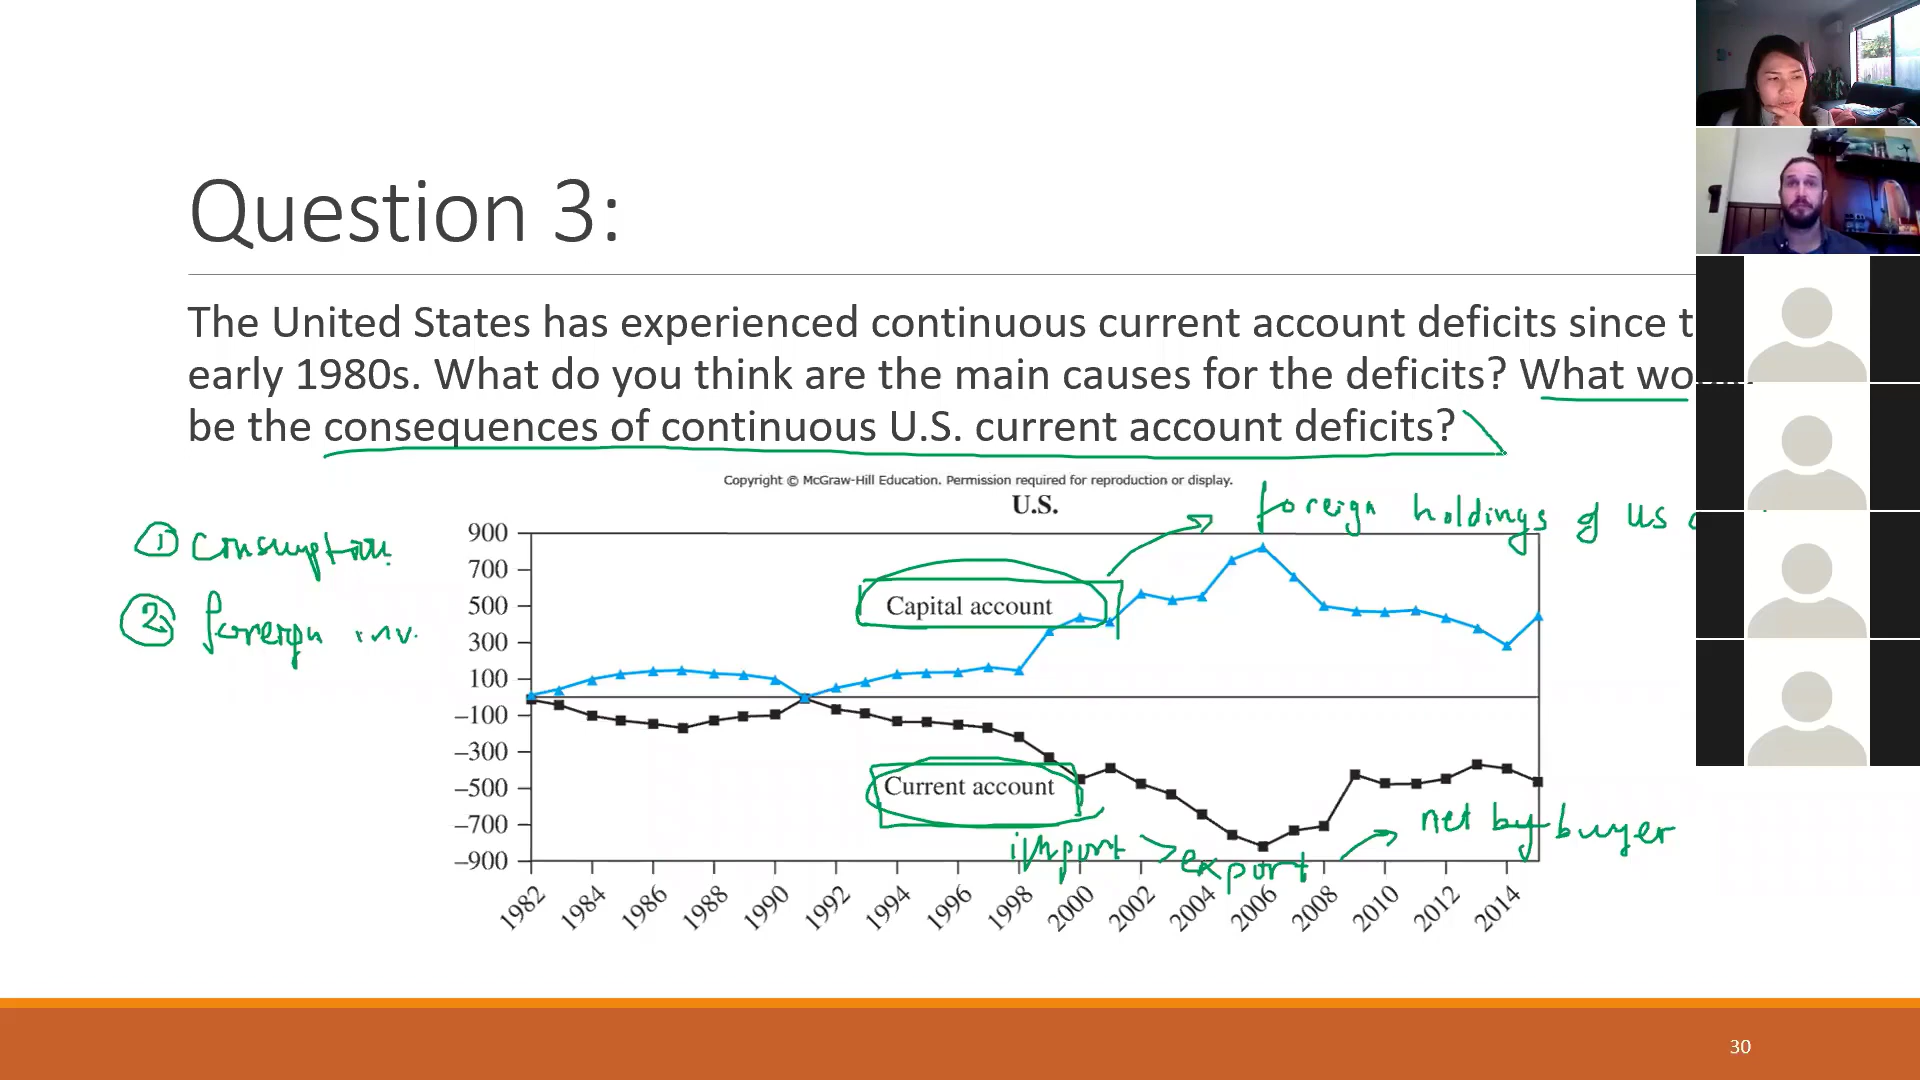 Question 3:
The United States has experienced continuous current account deficits since t
early 1980s. What do you think are the main causes for the deficits? What wo
be the consequences of continuous U.S. current account deficits?
Copyright © McGraw-Hill Education. Permission required for reproduction or display.
U.S.
foreign holdings of US
① Consumption
② foreign inv.
900
700
500
300
100
–100
–300
–500
–700
–900
Capital account
Current account
import > export
net by buyer
1982
1984
1986
1988
1990
1992
1994
1996
1998
2000
2002
2004
2006
2008
2010
2012
2014
30